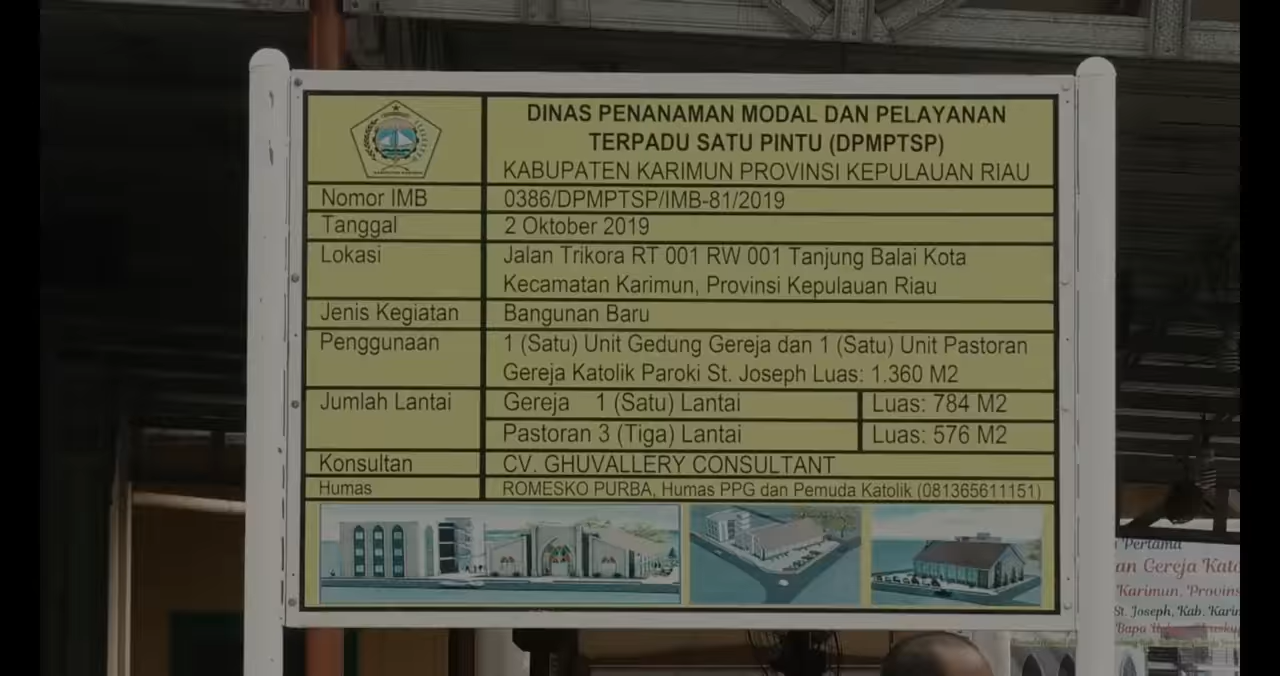 DINAS PENANAMAN MODAL DAN PELAYANAN
TERPADU SATU PINTU (DPMPTSP)
KABUPATEN KARIMUN PROVINSI KEPULAUAN RIAU
Nomor IMB 0386/DPMPTSP/IMB-81/2019
Tanggal 2 Oktober 2019
Lokasi Jalan Trikora RT 001 RW 001 Tanjung Balai Kota
Kecamatan Karimun, Provinsi Kepulauan Riau
Jenis Kegiatan Bangunan Baru
Penggunaan 1 (Satu) Unit Gedung Gereja dan 1 (Satu) Unit Pastoran
Gereja Katolik Paroki St. Joseph Luas: 1.360 M2
Jumlah Lantai Gereja 1 (Satu) Lantai Luas: 784 M2
Pastoran 3 (Tiga) Lantai Luas: 576 M2
Konsultan CV. GHUVALLERY CONSULTANT
Humas ROMESKO PURBA, Humas PPG dan Pemuda Katolik (081365611151)
Pertama
an Gereja Kato
Karimun, Provins
St. Joseph, Kab. Karim
Bapa